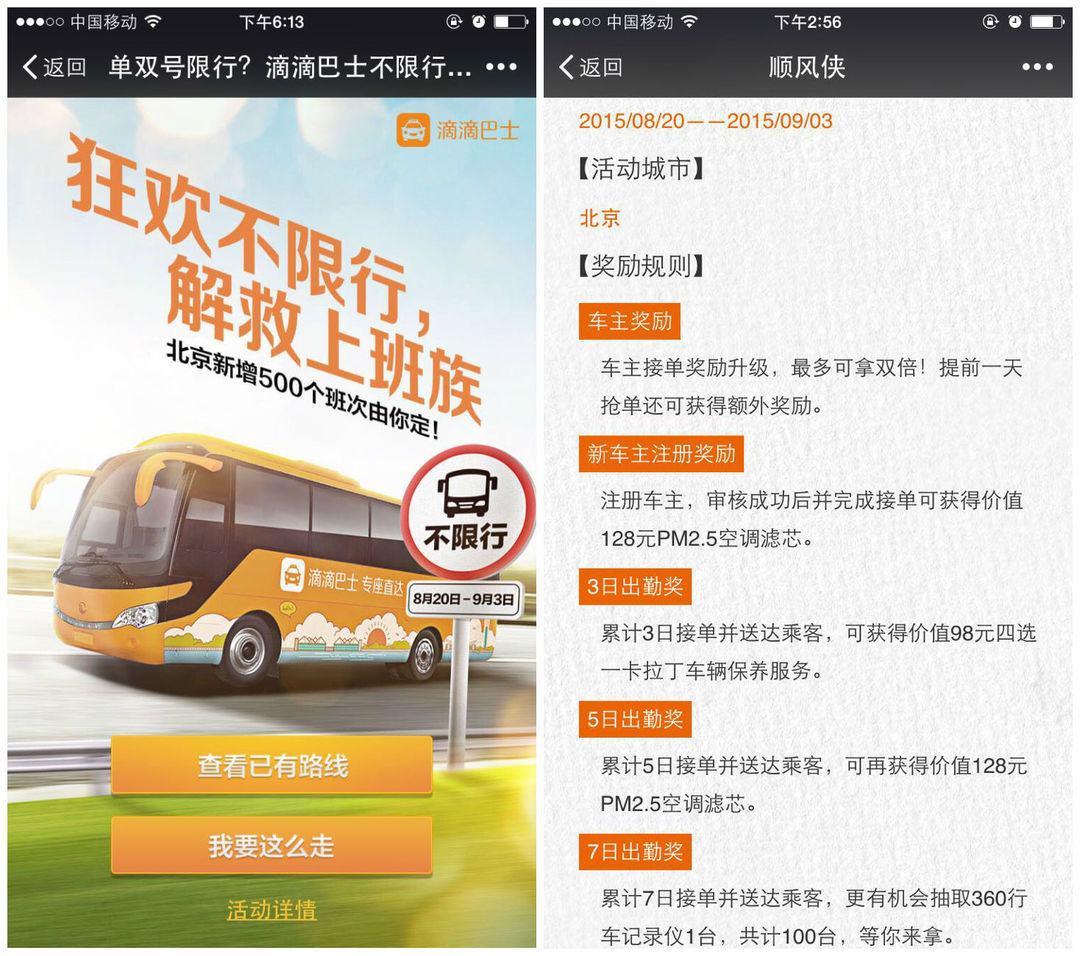 中国移动 下午6:13
返回 单双号限行？滴滴巴士不限行...
滴滴巴士
狂欢不限行，
解救上班族
北京新增500个班次由你定！
不限行
滴滴巴士 专座直达
8月20日-9月3日
查看已有路线
我要这么走
活动详情
中国移动 下午2:56
返回 顺风侠
2015/08/20——2015/09/03
【活动城市】
北京
【奖励规则】
车主奖励
车主接单奖励升级，最多可拿双倍！提前一天
抢单还可获得额外奖励。
新车主注册奖励
注册车主，审核成功后并完成接单可获得价值
128元PM2.5空调滤芯。
3日出勤奖
累计3日接单并送达乘客，可获得价值98元四选
一卡拉丁车辆保养服务。
5日出勤奖
累计5日接单并送达乘客，可再获得价值128元
PM2.5空调滤芯。
7日出勤奖
累计7日接单并送达乘客，更有机会抽取360行
车记录仪1台，共计100台，等你来拿。